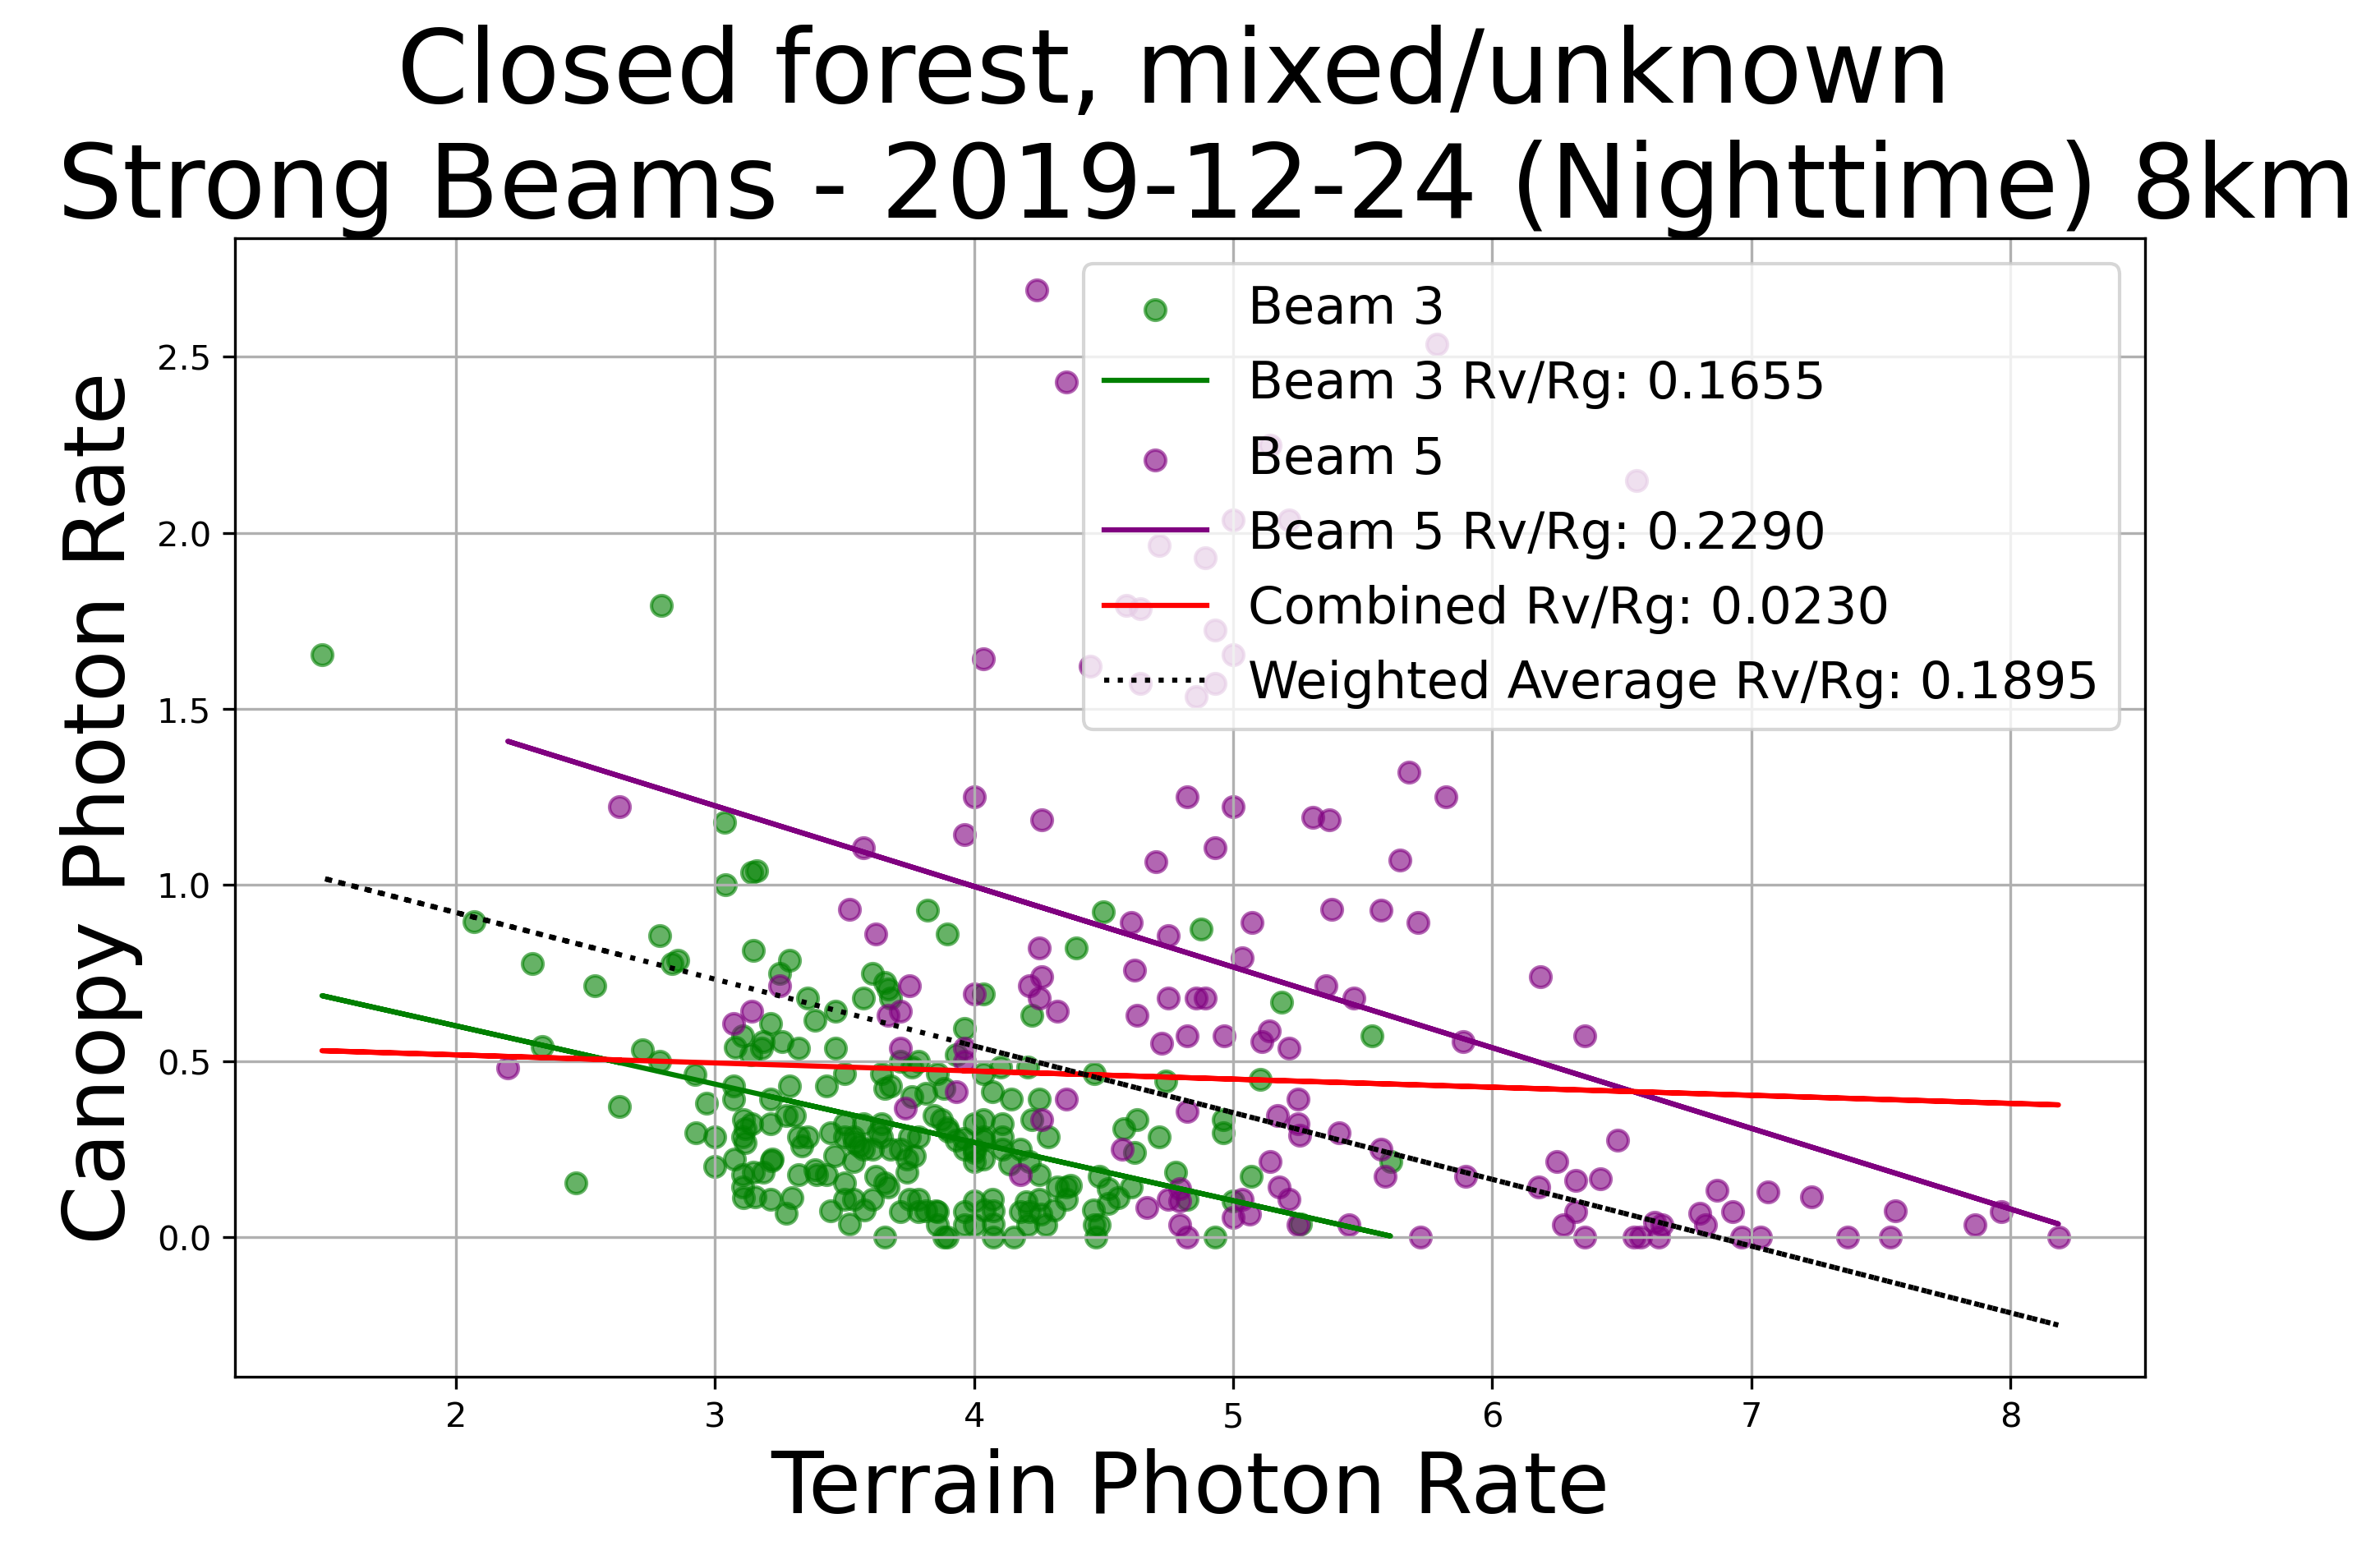 Closed forest, mixed/unknown
Strong Beams - 2019-12-24 (Nighttime) 8km
Canopy Photon Rate
2.5
2.0
1.5
1.0
0.5
0.0
Beam 3
Beam 3 Rv/Rg: 0.1655
Beam 5
Beam 5 Rv/Rg: 0.2290
Combined Rv/Rg: 0.0230
Weighted Average Rv/Rg: 0.1895
2 3 4 5 6 7 8
Terrain Photon Rate